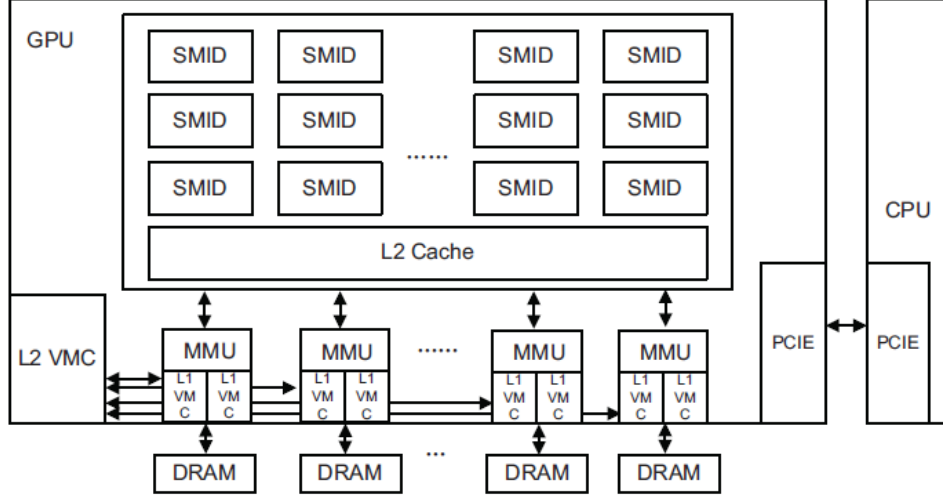 GPU
SMID SMID SMID SMID
SMID SMID SMID SMID
......
SMID SMID SMID SMID
CPU
L2 Cache
L2 VMC
MMU MMU ...... MMU MMU
PCIE PCIE
L1 L1 L1 L1 L1 L1 L1 L1
VM VM VM VM VM VM VM VM
C C C C C C C C
...
DRAM DRAM DRAM DRAM